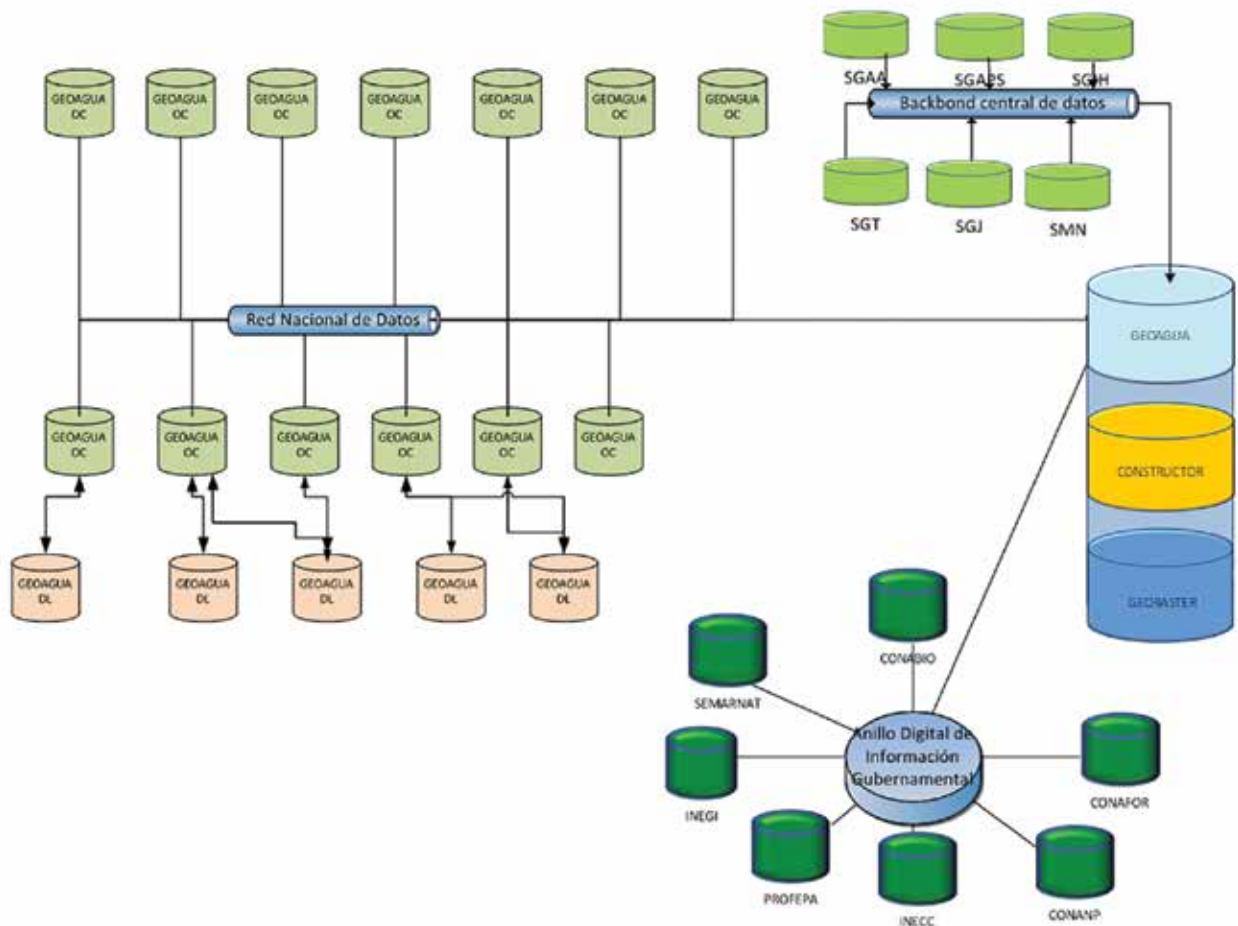 SGAA
SGAPS
SGIH
Backbond central de datos
SGT
SGJ
SMN
GEOAGUA
OC
GEOAGUA
OC
GEOAGUA
OC
GEOAGUA
OC
GEOAGUA
OC
GEOAGUA
OC
GEOAGUA
OC
Red Nacional de Datos
GEOAGUA
OC
GEOAGUA
OC
GEOAGUA
OC
GEOAGUA
OC
GEOAGUA
OC
GEOAGUA
OC
GEOAGUA
DL
GEOAGUA
DL
GEOAGUA
DL
GEOAGUA
DL
GEOAGUA
DL
GEOAGUA
CONSTRUCTOR
GEORASTER
CONABIO
SEMARNAT
Anillo Digital de
Información
Gubernamental
INEGI
CONAFOR
PROFEPA
INECC
CONANP